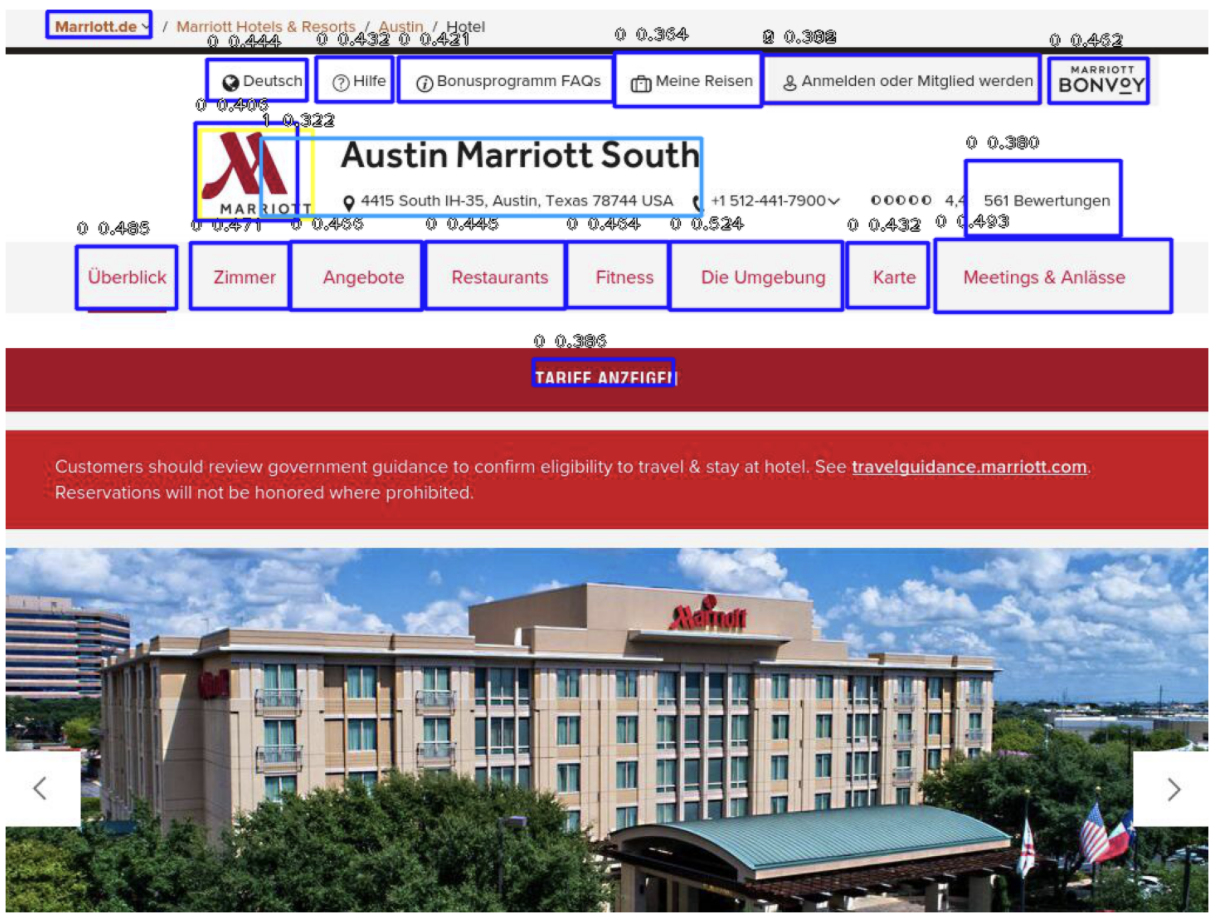 Marriott.de / Marriott Hotels & Resorts / Austin / Hotel
0 0.444 0 0.432 0 0.421 0 0.364 0.398 0 0.462
Deutsch Hilfe Bonusprogramm FAQs Meine Reisen Anmelden oder Mitglied werden MARRIOTT BONVOY
0 0.405
1 0.322
0 0.380
MARRIOTT
Austin Marriott South
4415 South IH-35, Austin, Texas 78744 USA +1 512-441-7900 4,4 561 Bewertungen
0 0.485 0 0.471 0 0.466 0 0.445 0 0.464 0 0.524 0 0.432 0 0.493
Überblick Zimmer Angebote Restaurants Fitness Die Umgebung Karte Meetings & Anlässe
0 0.386
TARIFE ANZEIGEN
Customers should review government guidance to confirm eligibility to travel & stay at hotel. See travelguidance.marriott.com.
Reservations will not be honored where prohibited.
Marriott